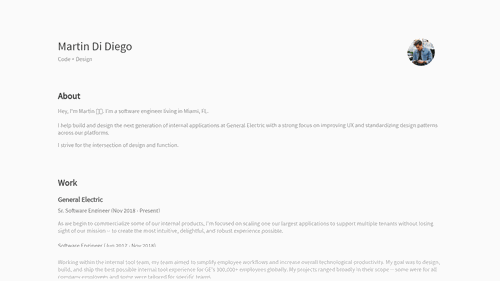 Martin Di Diego
Code + Design
About
Hey, I'm Martin. I'm a software engineer living in Miami, FL.
I help build and design the next generation of internal applications at General Electric with a strong focus on improving UX and standardizing design patterns
across our platforms.
I strive for the intersection of design and function.
Work
General Electric
Sr. Software Engineer (Nov 2018 - Present)
As we begin to commercialize some of our internal products, I'm focused on scaling one our largest applications to support multiple tenants without losing
sight of our mission -- to create the most intuitive, delightful, and robust experience possible.
Software Engineer (Jun 2017 - Nov 2018)
Working within the internal tool team, my team aimed to simplify employee workflows and increase overall technological productivity. My goal was to design,
build, and ship the best possible internal tool experience for GE's 300,000+ employees globally. My projects ranged broadly in their scope -- some were for all
company employees and some were tailored for specific teams.